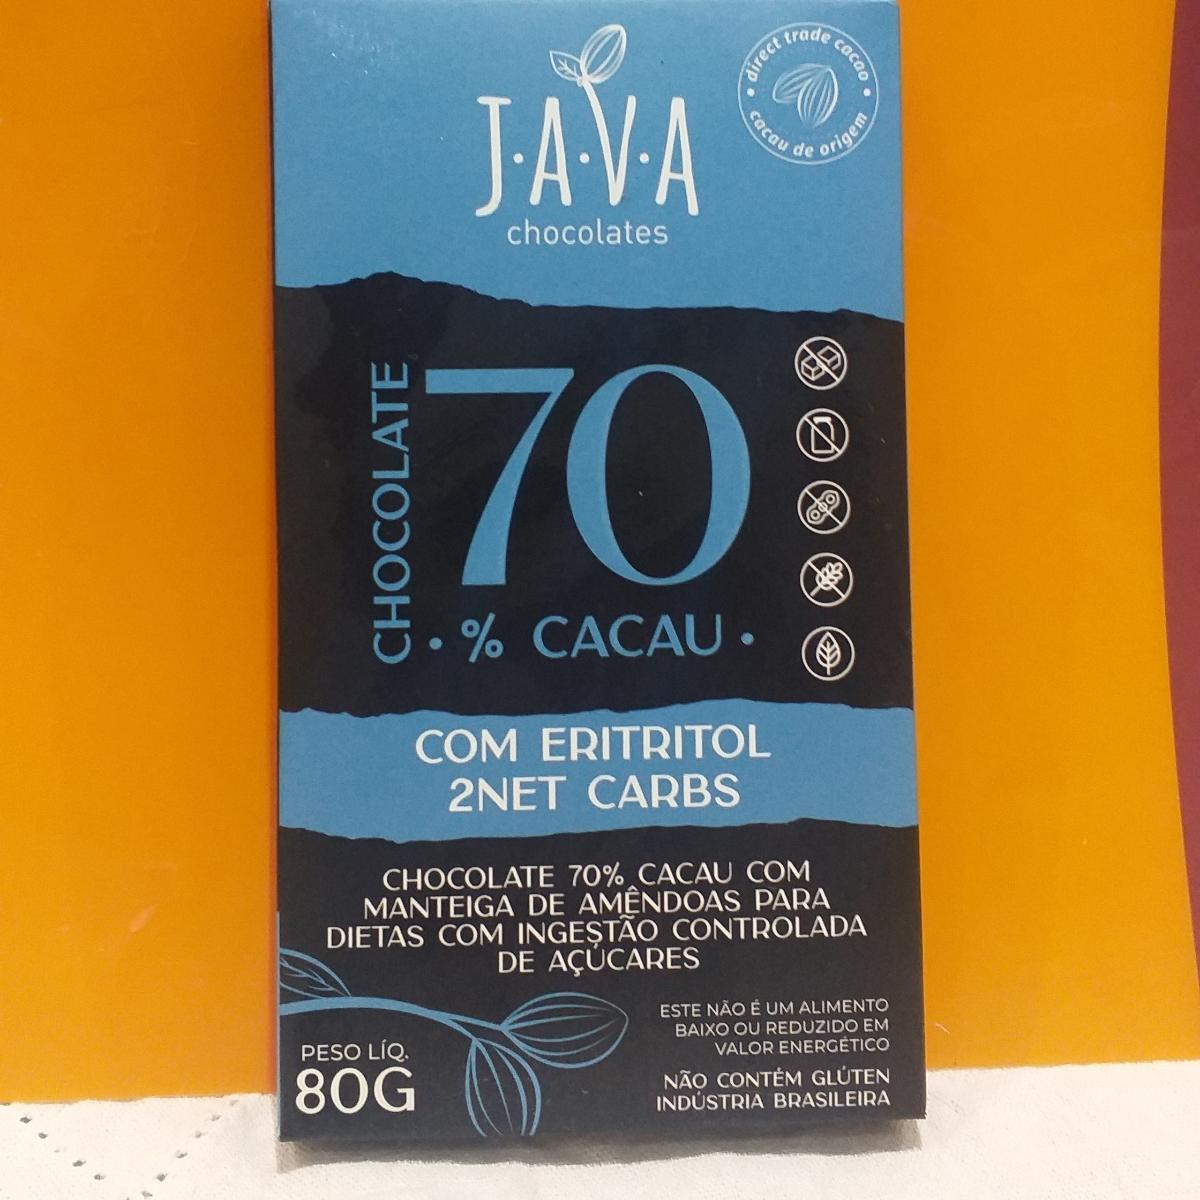 J·A·V·A
chocolates
direct trade cacao
cacau de origem
CHOCOLATE
70
% CACAU
COM ERITRITOL
2NET CARBS
CHOCOLATE 70% CACAU COM
MANTEIGA DE AMÊNDOAS PARA
DIETAS COM INGESTÃO CONTROLADA
DE AÇÚCARES
ESTE NÃO É UM ALIMENTO
BAIXO OU REDUZIDO EM
VALOR ENERGÉTICO
NÃO CONTÉM GLÚTEN
INDÚSTRIA BRASILEIRA
PESO LÍQ.
80G